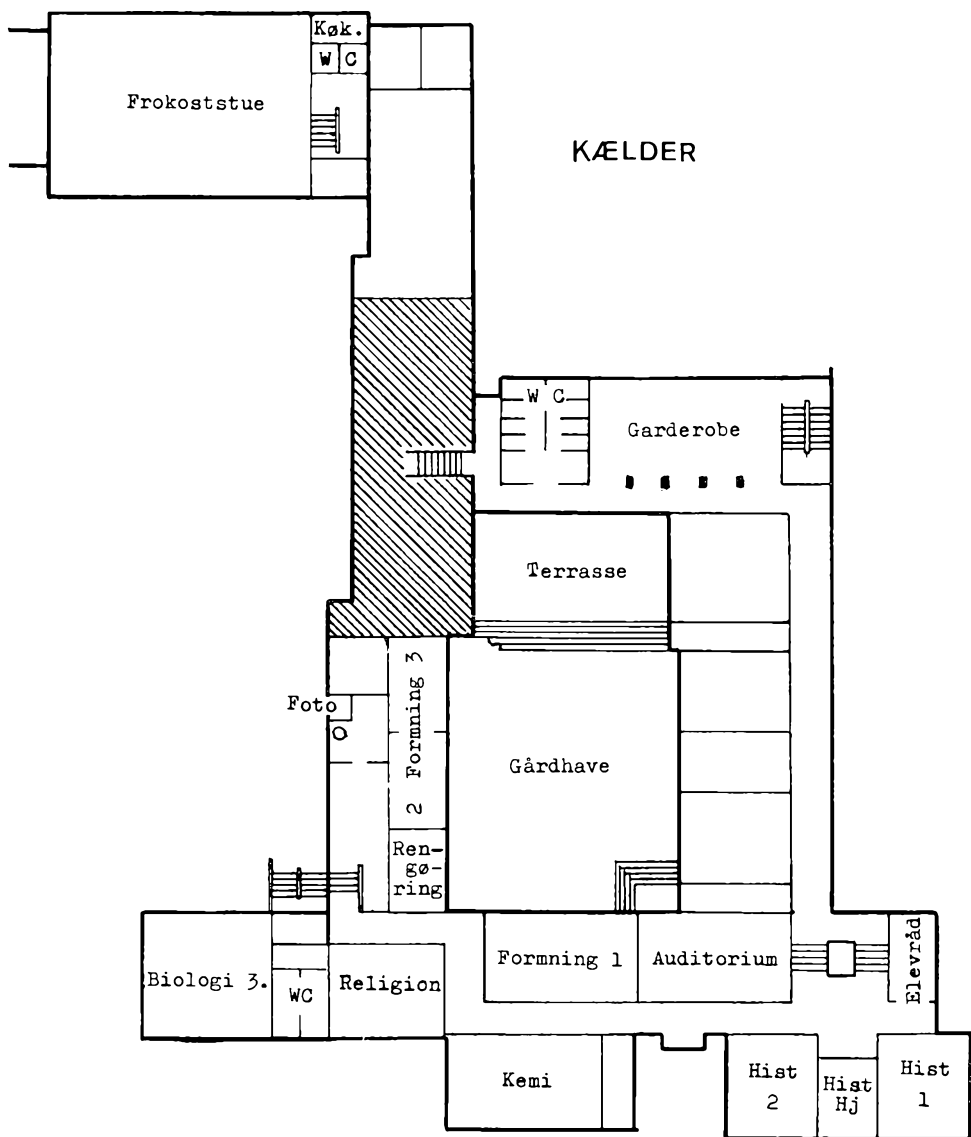 Køk.
W C
Frokoststue
KÆLDER
W C
Garderobe
Terrasse
Foto
2 Formning 3
Gårdhave
Ren-
gø-
ring
Biologi 3.
WC
Religion
Formning 1
Auditorium
Elevråd
Kemi
Hist
2
Hist
Hj
Hist
1